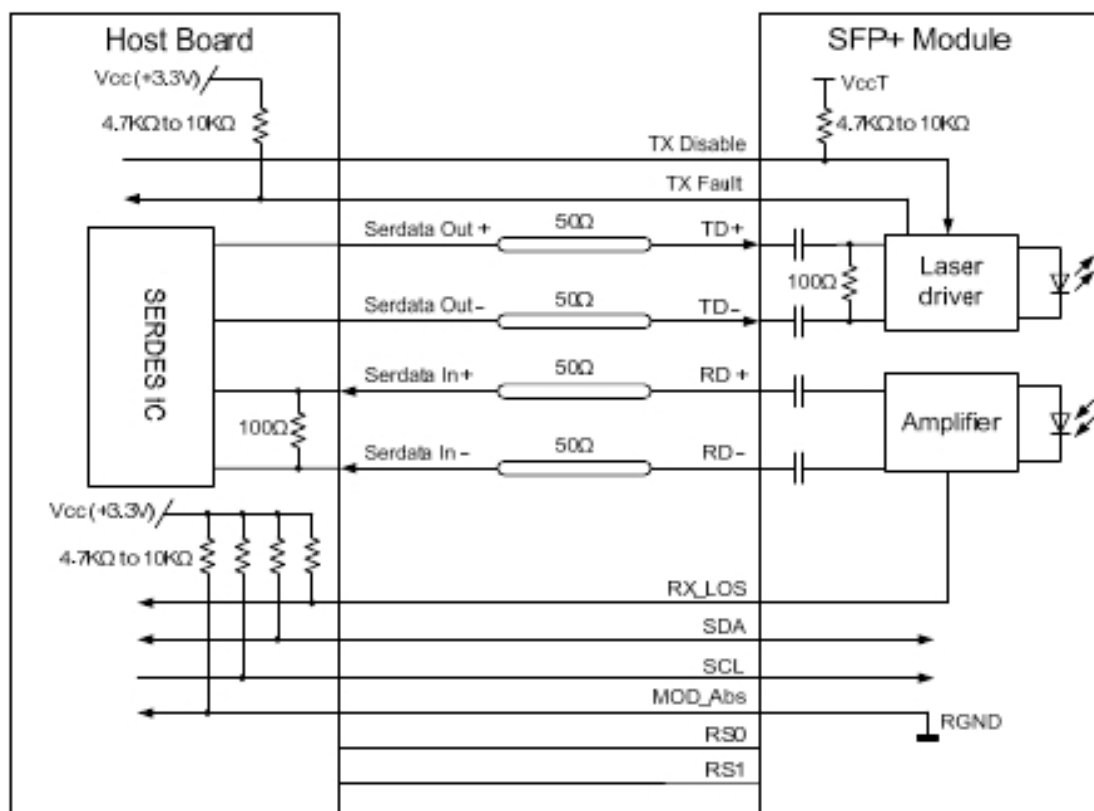 Host Board
SFP+ Module
Vcc (+3.3V)
VccT
4.7KΩ to 10KΩ
4.7KΩ to 10KΩ
TX Disable
TX Fault
Serdata Out +
50Ω
TD+
SERDES IC
100Ω
Laser
driver
Serdata Out-
50Ω
TD-
Serdata In+
50Ω
RD +
100Ω
Amplifier
Serdata In -
50Ω
RD-
Vcc (+3.3V)
4.7KΩ to 10KΩ
RX_LOS
SDA
SCL
MOD_Abs
RGND
RS0
RS1